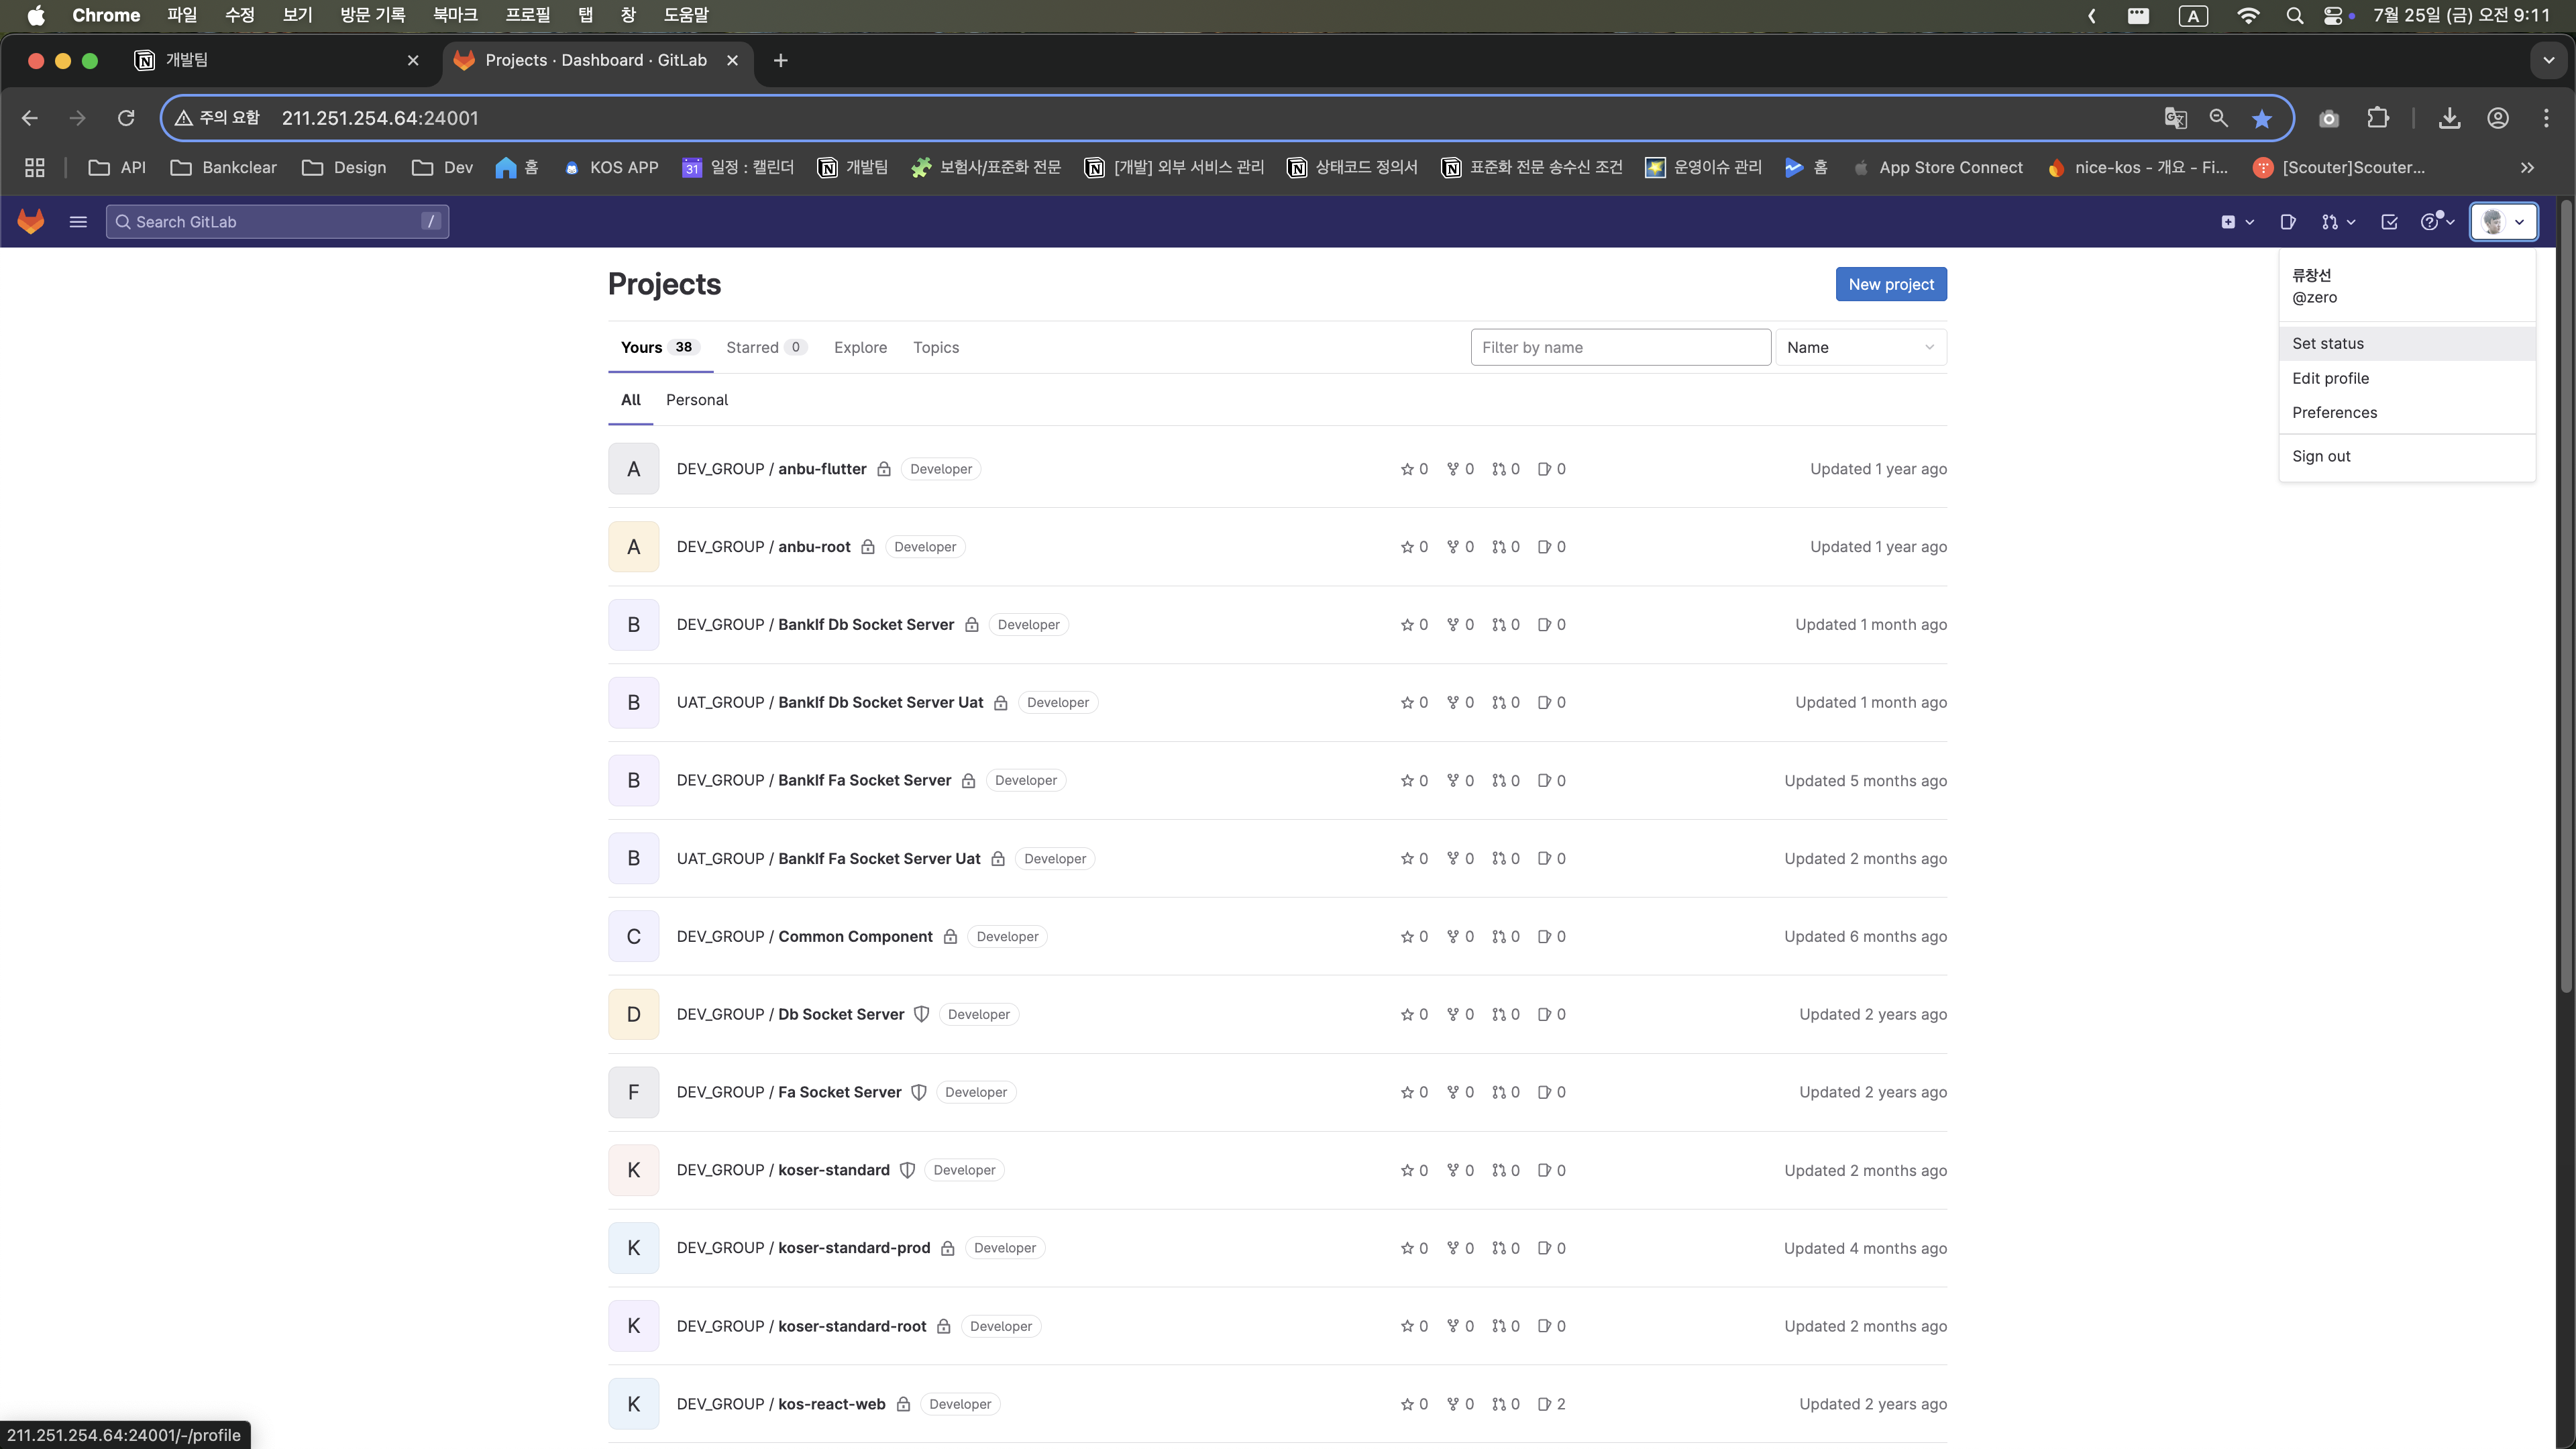 Chrome 파일 수정 보기 방문 기록 북마크 프로필 탭 창 도움말 A 7월 25일 (금) 오전 9:11
개발팀 Projects · Dashboard · GitLab
주의 요함 211.251.254.64:24001
API Bankclear Design Dev 홈 KOS APP 31 일정 : 캘린더 개발팀 보험사/표준화 전문 [개발] 외부 서비스 관리 상태코드 정의서 표준화 전문 송수신 조건 운영이슈 관리 홈 App Store Connect nice-kos - 개요 - Fi... [Scouter]Scouter...
Search GitLab /
Projects New project
류창선
@zero
Set status
Edit profile
Preferences
Sign out
Yours 38 Starred 0 Explore Topics Filter by name Name
All Personal
A DEV_GROUP / anbu-flutter Developer 0 0 0 0 Updated 1 year ago
A DEV_GROUP / anbu-root Developer 0 0 0 0 Updated 1 year ago
B DEV_GROUP / BankIf Db Socket Server Developer 0 0 0 0 Updated 1 month ago
B UAT_GROUP / BankIf Db Socket Server Uat Developer 0 0 0 0 Updated 1 month ago
B DEV_GROUP / BankIf Fa Socket Server Developer 0 0 0 0 Updated 5 months ago
B UAT_GROUP / BankIf Fa Socket Server Uat Developer 0 0 0 0 Updated 2 months ago
C DEV_GROUP / Common Component Developer 0 0 0 0 Updated 6 months ago
D DEV_GROUP / Db Socket Server Developer 0 0 0 0 Updated 2 years ago
F DEV_GROUP / Fa Socket Server Developer 0 0 0 0 Updated 2 years ago
K DEV_GROUP / koser-standard Developer 0 0 0 0 Updated 2 months ago
K DEV_GROUP / koser-standard-prod Developer 0 0 0 0 Updated 4 months ago
K DEV_GROUP / koser-standard-root Developer 0 0 0 0 Updated 2 months ago
K DEV_GROUP / kos-react-web Developer 0 0 0 2 Updated 2 years ago
211.251.254.64:24001/-/profile